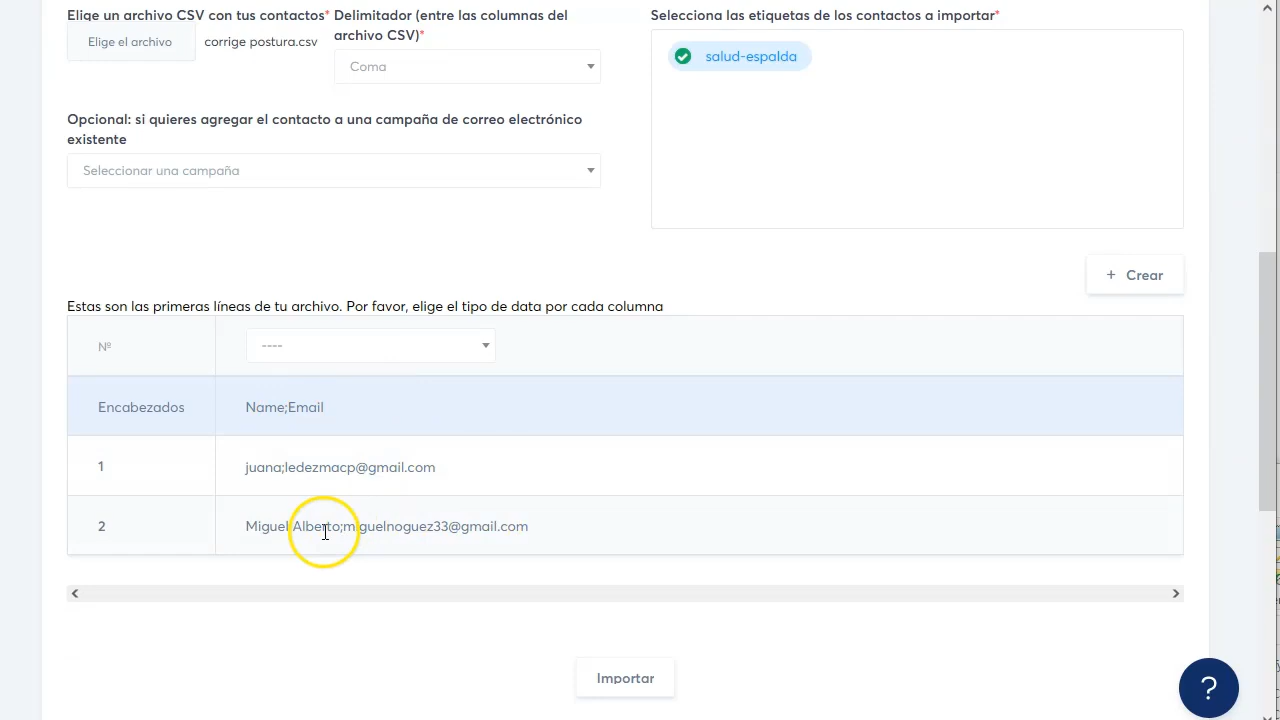 Elige un archivo CSV con tus contactos*
Elige el archivo
corrige postura.csv
Delimitador (entre las columnas del
archivo CSV)*
Coma
Selecciona las etiquetas de los contactos a importar*
salud-espalda
Opcional: si quieres agregar el contacto a una campaña de correo electrónico
existente
Seleccionar una campaña
+ Crear
Estas son las primeras líneas de tu archivo. Por favor, elige el tipo de data por cada columna
Nº
----
Encabezados
Name;Email
1
juana;ledezmacp@gmail.com
2
Miguel Alberto;miguelnoguez33@gmail.com
Importar
?